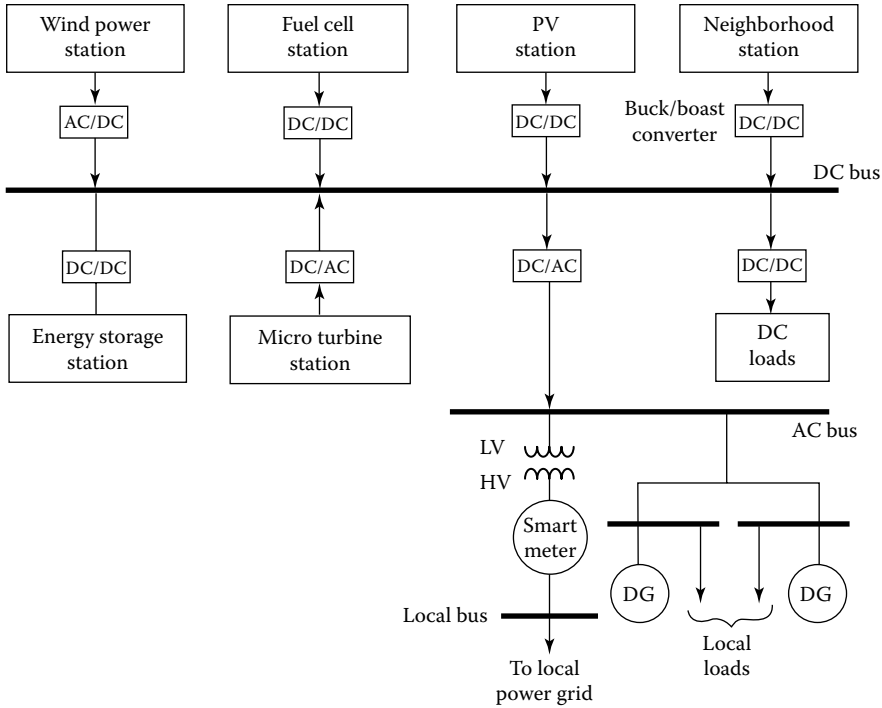 Wind power
station
Fuel cell
station
PV
station
Neighborhood
station
AC/DC
DC/DC
DC/DC
Buck/boast
converter
DC/DC
DC bus
DC/DC
DC/AC
DC/AC
DC/DC
Energy storage
station
Micro turbine
station
DC
loads
AC bus
LV
HV
Smart
meter
DG
DG
Local bus
Local
loads
To local
power grid